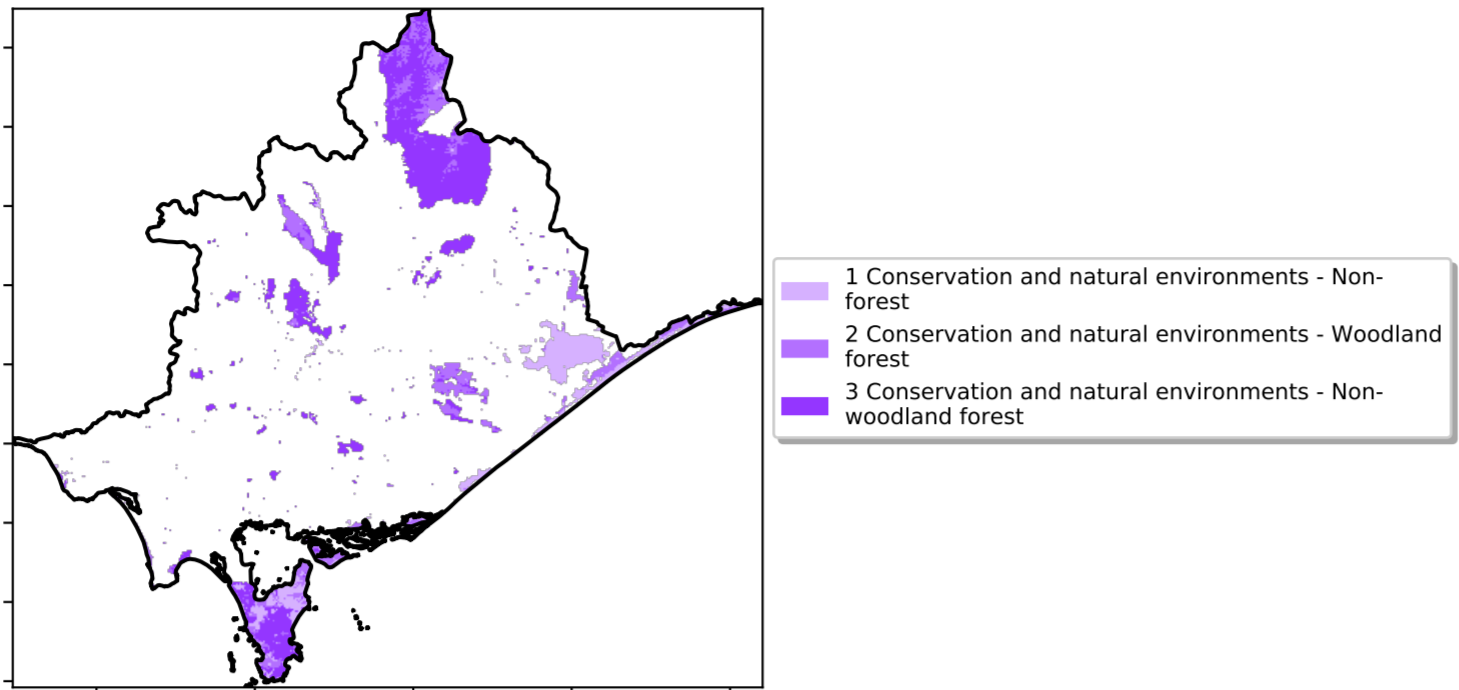 1 Conservation and natural environments - Non-
forest
2 Conservation and natural environments - Woodland
forest
3 Conservation and natural environments - Non-
woodland forest